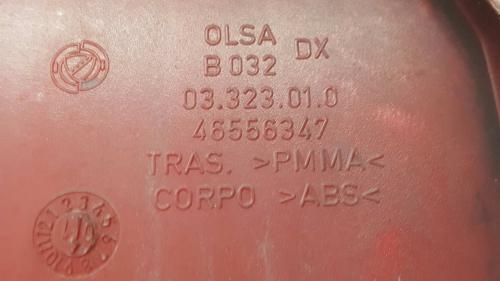 OLSA DX
B 032
03.323.01.0
46556347
TRAS. >PMMA<
CORPO >ABS<